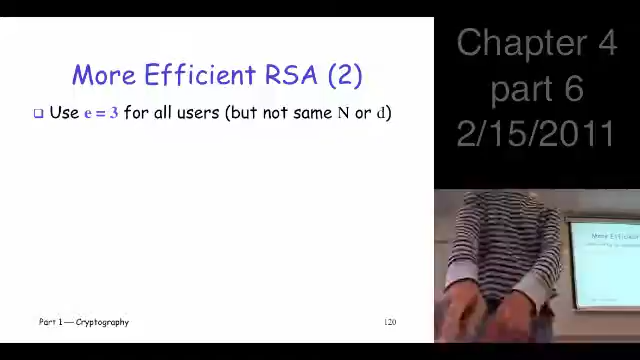 More Efficient RSA (2)
Use e = 3 for all users (but not same N or d)
Part 1 — Cryptography
120
Chapter 4
part 6
2/15/2011